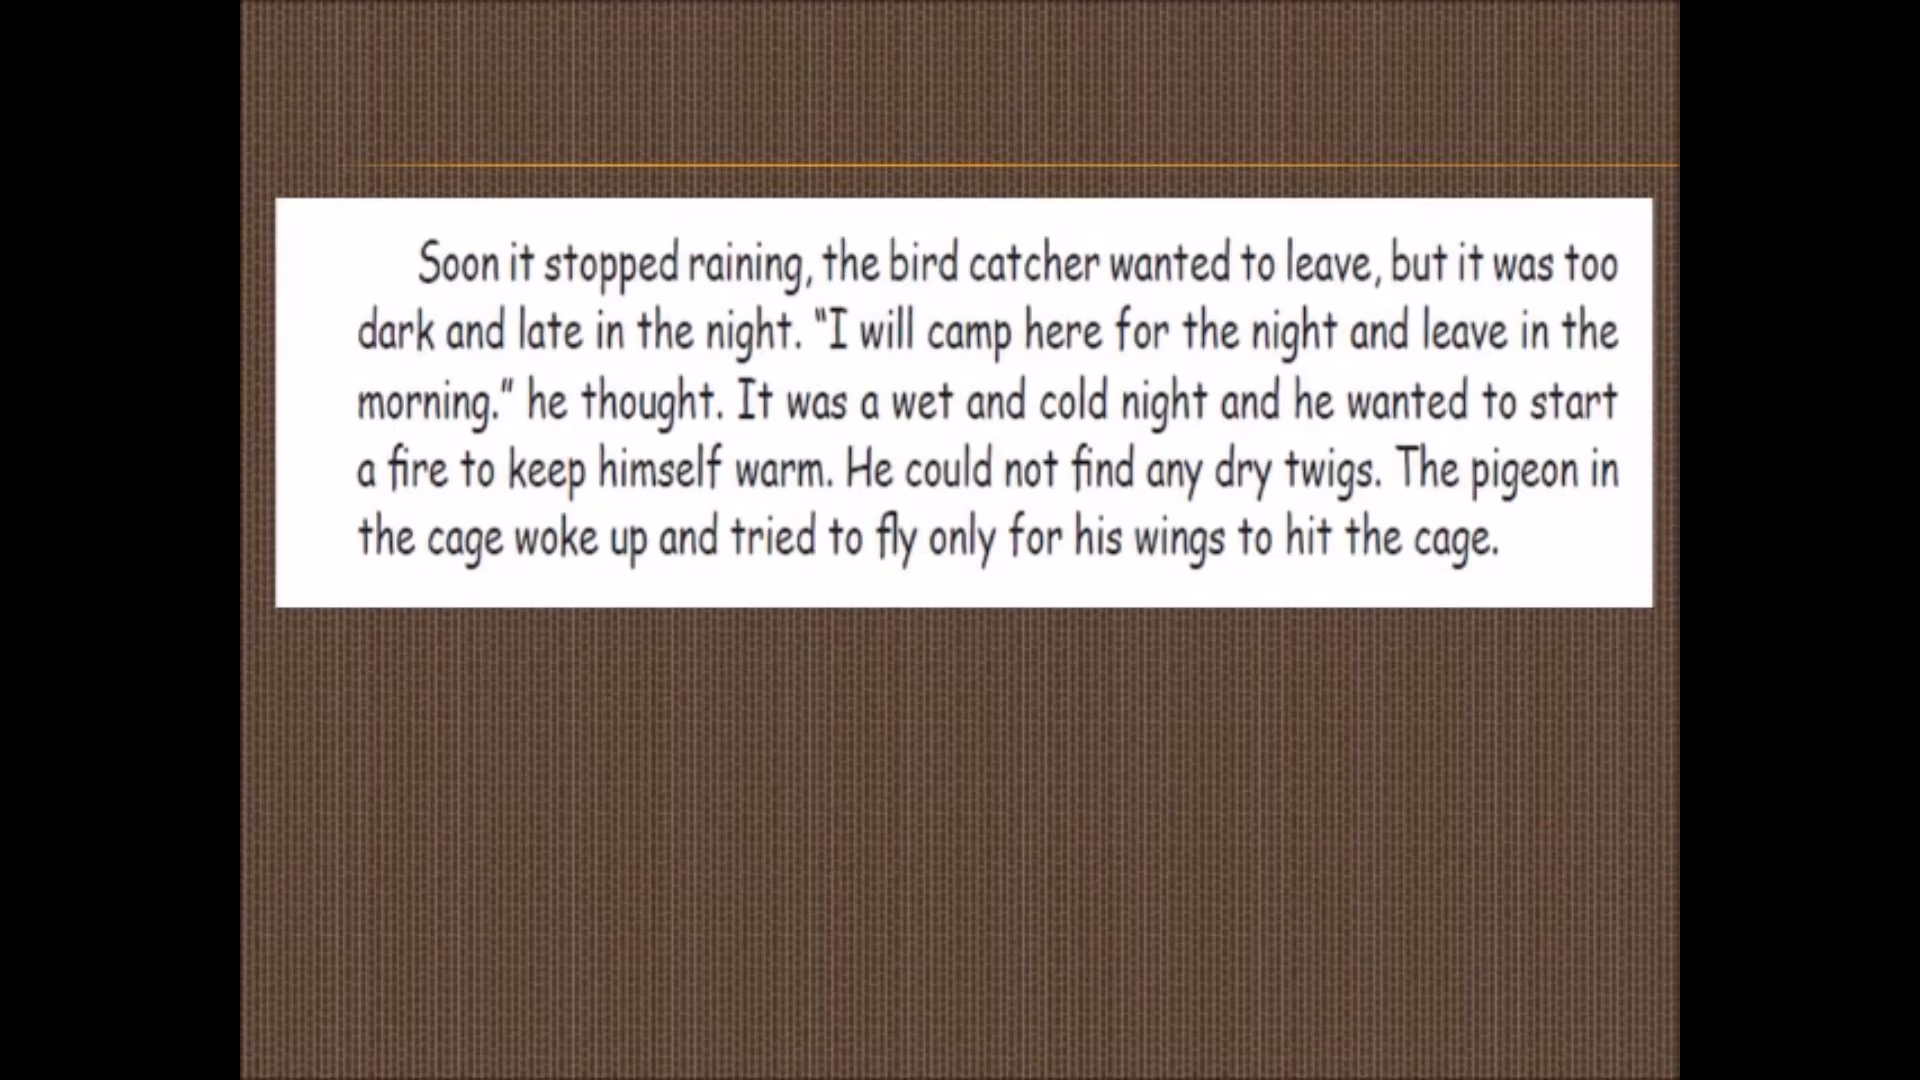 Soon it stopped raining, the bird catcher wanted to leave, but it was too
dark and late in the night. “I will camp here for the night and leave in the
morning.” he thought. It was a wet and cold night and he wanted to start
a fire to keep himself warm. He could not find any dry twigs. The pigeon in
the cage woke up and tried to fly only for his wings to hit the cage.